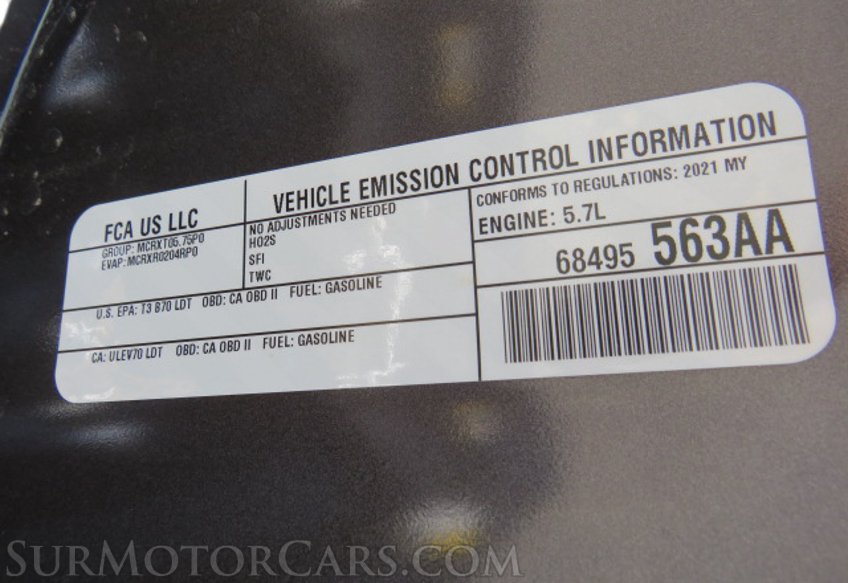 FCA US LLC
GROUP: MCRXT05.75P0
EVAP: MCRXR0204RP0
VEHICLE EMISSION CONTROL INFORMATION
NO ADJUSTMENTS NEEDED
HO2S
SFI
TWC
CONFORMS TO REGULATIONS: 2021 MY
ENGINE: 5.7L
68495 563AA
U.S. EPA: T3 B70 LDT OBD: CA OBD II FUEL: GASOLINE
CA: ULEV70 LDT OBD: CA OBD II FUEL: GASOLINE
SURMOTORCARS.COM